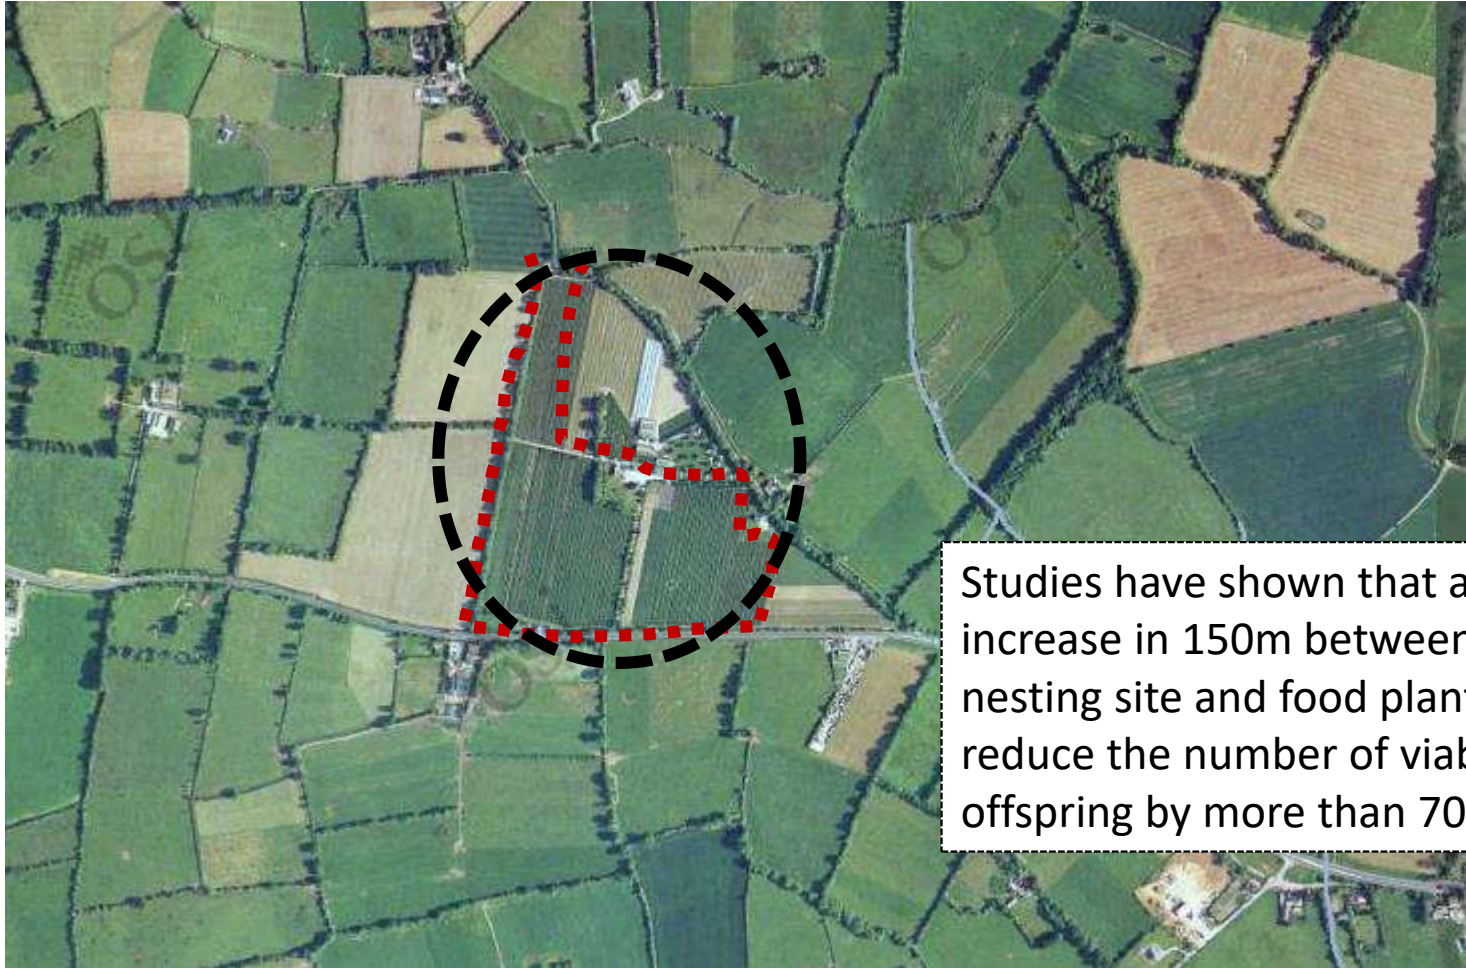 Studies have shown that a
increase in 150m between
nesting site and food plant
reduce the number of viab
offspring by more than 70